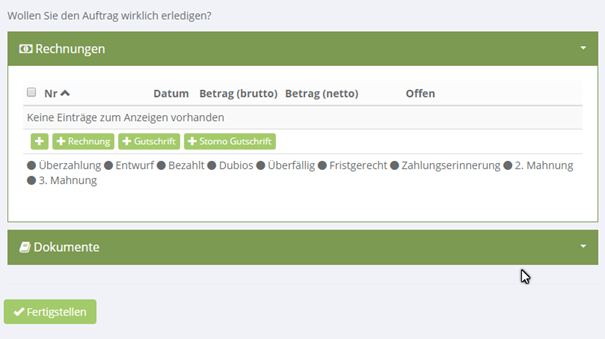 Wollen Sie den Auftrag wirklich erledigen?
Rechnungen
Nr Datum Betrag (brutto) Betrag (netto) Offen
Keine Einträge zum Anzeigen vorhanden
Rechnung Gutschrift Storno Gutschrift
Überzahlung Entwurf Bezahlt Dubios Überfällig Fristgerecht Zahlungserinnerung 2. Mahnung
3. Mahnung
Dokumente
Fertigstellen